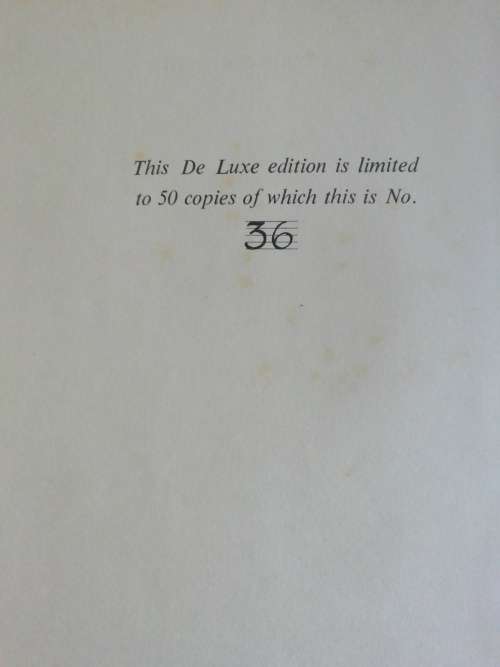 This De Luxe edition is limited
to 50 copies of which this is No.
36